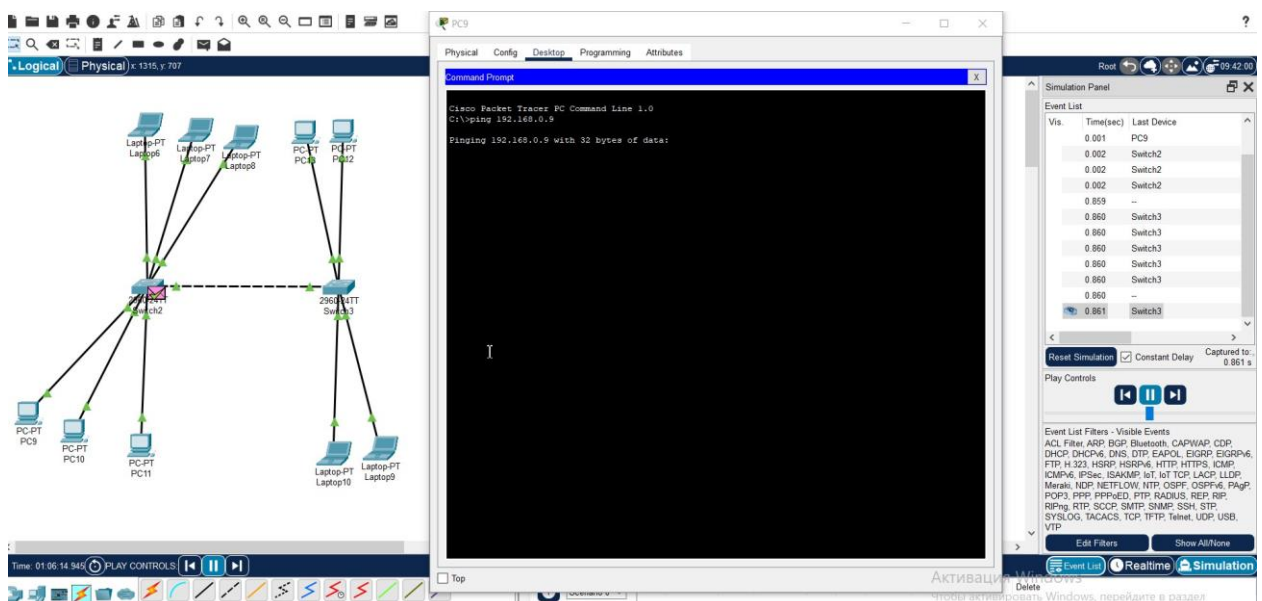 PC9
?
Physical Config Desktop Programming Attributes
Logical Physical x: 1315, y: 707
Root 09:42:00
Command Prompt X
Cisco Packet Tracer PC Command Line 1.0
C:\>ping 192.168.0.9
Pinging 192.168.0.9 with 32 bytes of data:
Laptop-PT
Laptop6
Laptop-PT
Laptop7
Laptop-PT
Laptop8
PC-PT
PC-PT
PC12
2960-24TT
Switch2
2960-24TT
Switch3
PC-PT
PC9
PC-PT
PC10
PC-PT
PC11
Laptop-PT
Laptop10
Laptop-PT
Laptop9
Simulation Panel
Event List
Vis. Time(sec) Last Device
0.001 PC9
0.002 Switch2
0.002 Switch2
0.002 Switch2
0.859 --
0.860 Switch3
0.860 Switch3
0.860 Switch3
0.860 Switch3
0.860 Switch3
0.860 --
0.861 Switch3
Reset Simulation Constant Delay Captured to:
0.861 s
Play Controls
Event List Filters - Visible Events
ACL Filter, ARP, BGP, Bluetooth, CAPWAP, CDP,
DHCP, DHCPv6, DNS, DTP, EAPOL, EIGRP, EIGRPv6,
FTP, H.323, HSRP, HSRPv6, HTTP, HTTPS, ICMP,
ICMPv6, IPSec, ISAKMP, IoT, IoT TCP, LACP, LLDP,
Meraki, NDP, NETFLOW, NTP, OSPF, OSPFv6, PAgP,
POP3, PPP, PPPoED, PTP, RADIUS, REP, RIP,
RIPng, RTP, SCCP, SMTP, SNMP, SSH, STP,
SYSLOG, TACACS, TCP, TFTP, Telnet, UDP, USB,
VTP
Edit Filters Show All/None
Time: 01:06:14.945 PLAY CONTROLS:
Event List Realtime Simulation
Top
Активация Windows
Delete
Чтобы активировать Windows, перейдите в раздел
Scenario 0